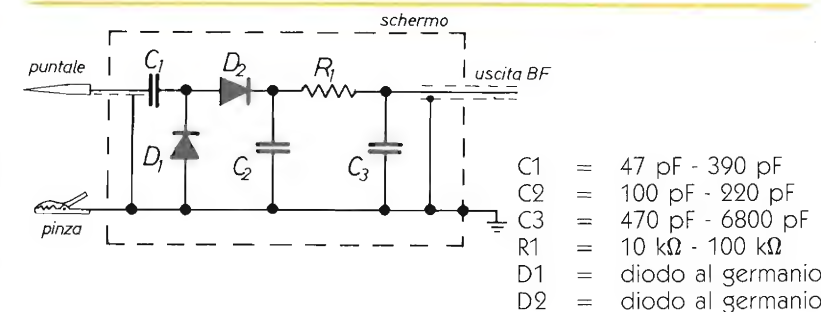 schermo
puntale
C1
D2
R1
uscita BF
D1
C2
C3
pinza
C1 = 47 pF - 390 pF
C2 = 100 pF - 220 pF
C3 = 470 pF - 6800 pF
R1 = 10 kΩ - 100 kΩ
D1 = diodo al germanio
D2 = diodo al germanio